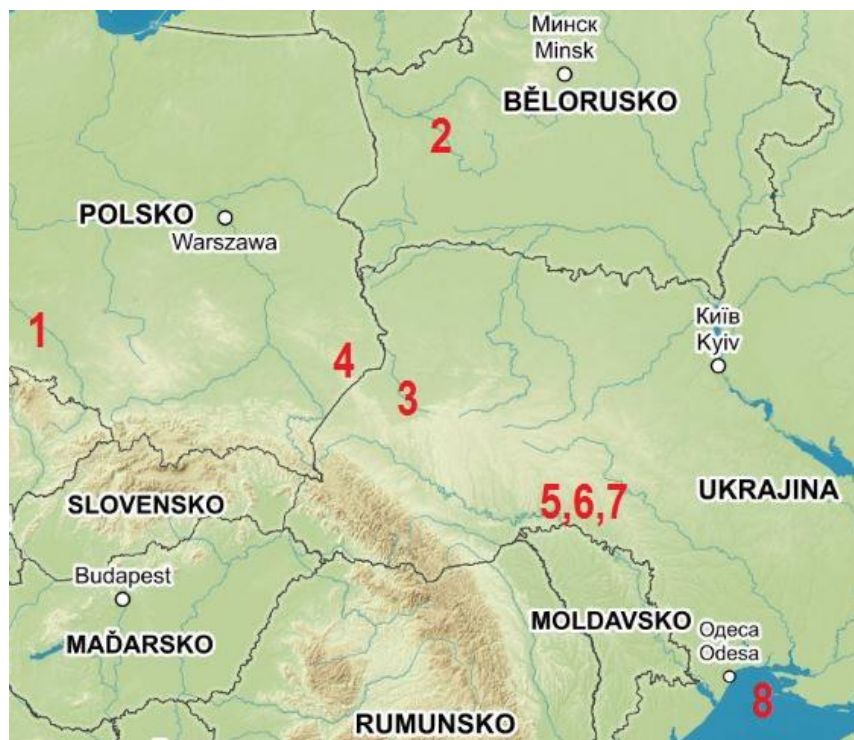 Минск
Minsk
BĚLORUSKO
2
POLSKO
Warszawa
1
Київ
Kyiv
4
3
SLOVENSKO
5,6,7
UKRAJINA
Budapest
MAĎARSKO
MOLDAVSKO
Одеса
Odesa
8
RUMUNSKO